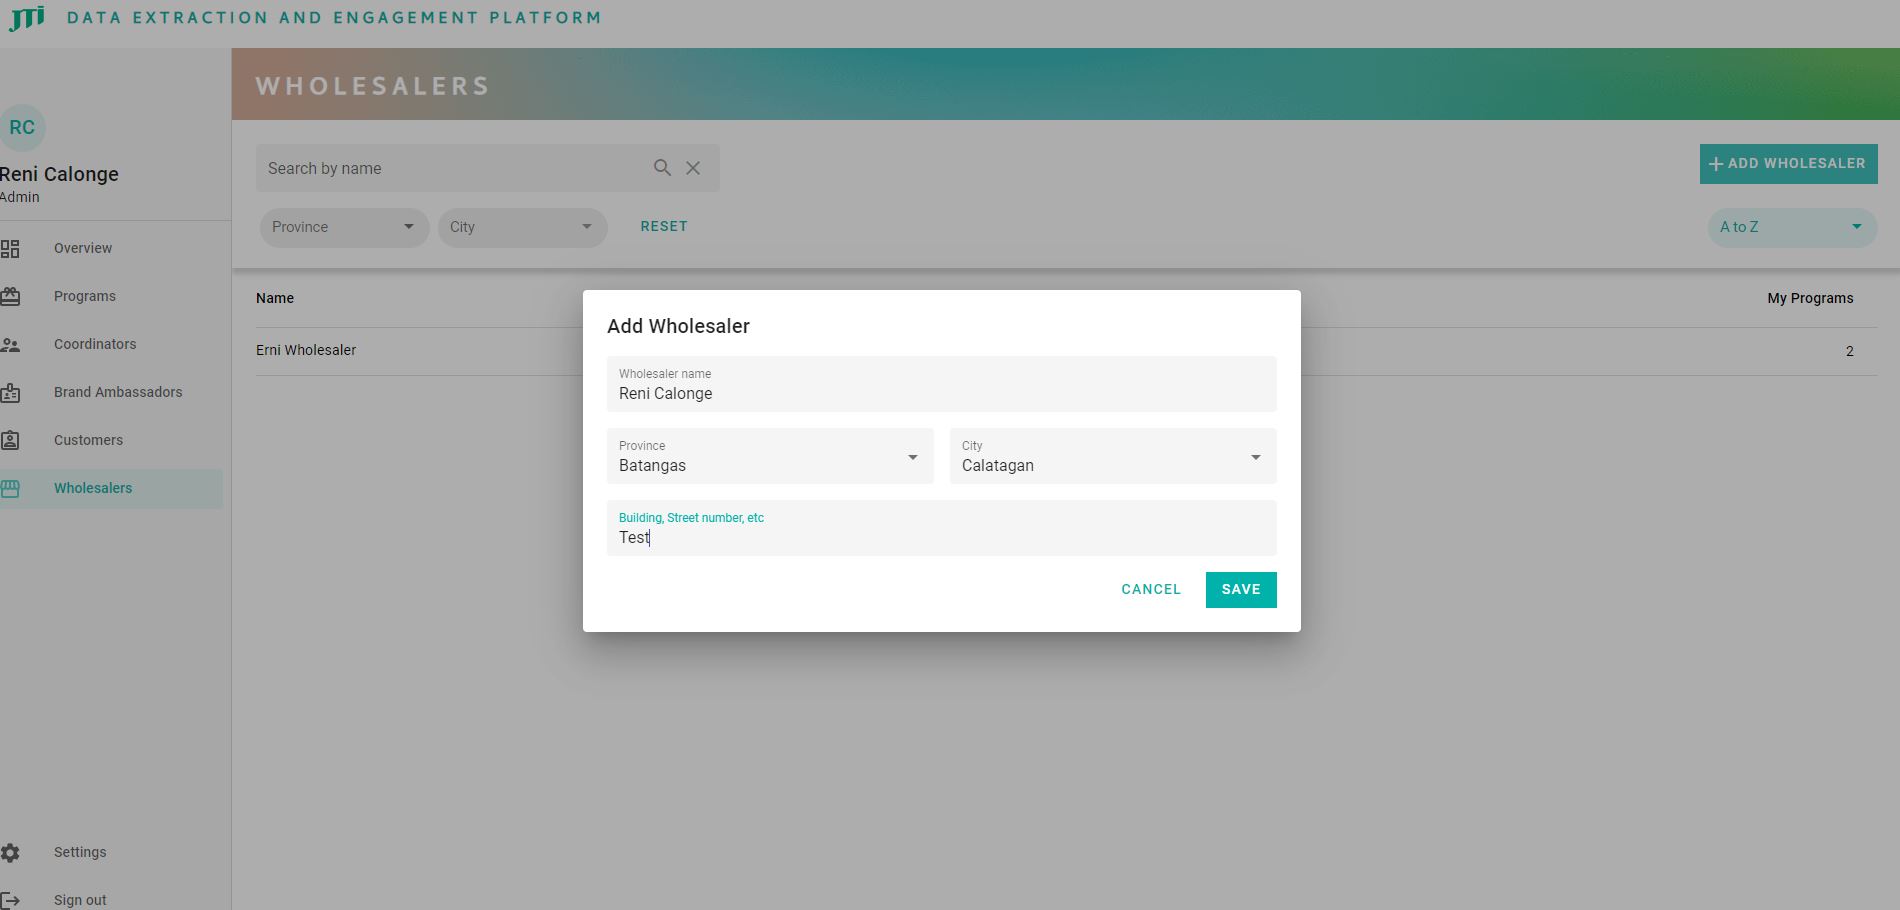 JTI DATA EXTRACTION AND ENGAGEMENT PLATFORM
WHOLESALERS
RC
Reni Calonge
Admin
Overview
Programs
Coordinators
Brand Ambassadors
Customers
Wholesalers
Settings
Sign out
Search by name
+ ADD WHOLESALER
Province City RESET A to Z
Name My Programs
Erni Wholesaler 2
Add Wholesaler
Wholesaler name
Reni Calonge
Province
Batangas
City
Calatagan
Building, Street number, etc
Test
CANCEL SAVE